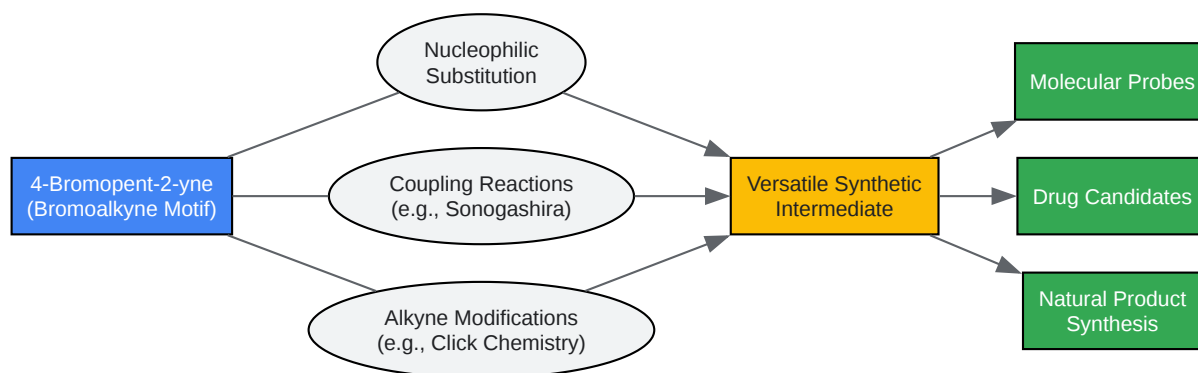 4-Bromopent-2-yne
(Bromoalkyne Motif)
Nucleophilic
Substitution
Coupling Reactions
(e.g., Sonogashira)
Alkyne Modifications
(e.g., Click Chemistry)
Versatile Synthetic
Intermediate
Molecular Probes
Drug Candidates
Natural Product
Synthesis